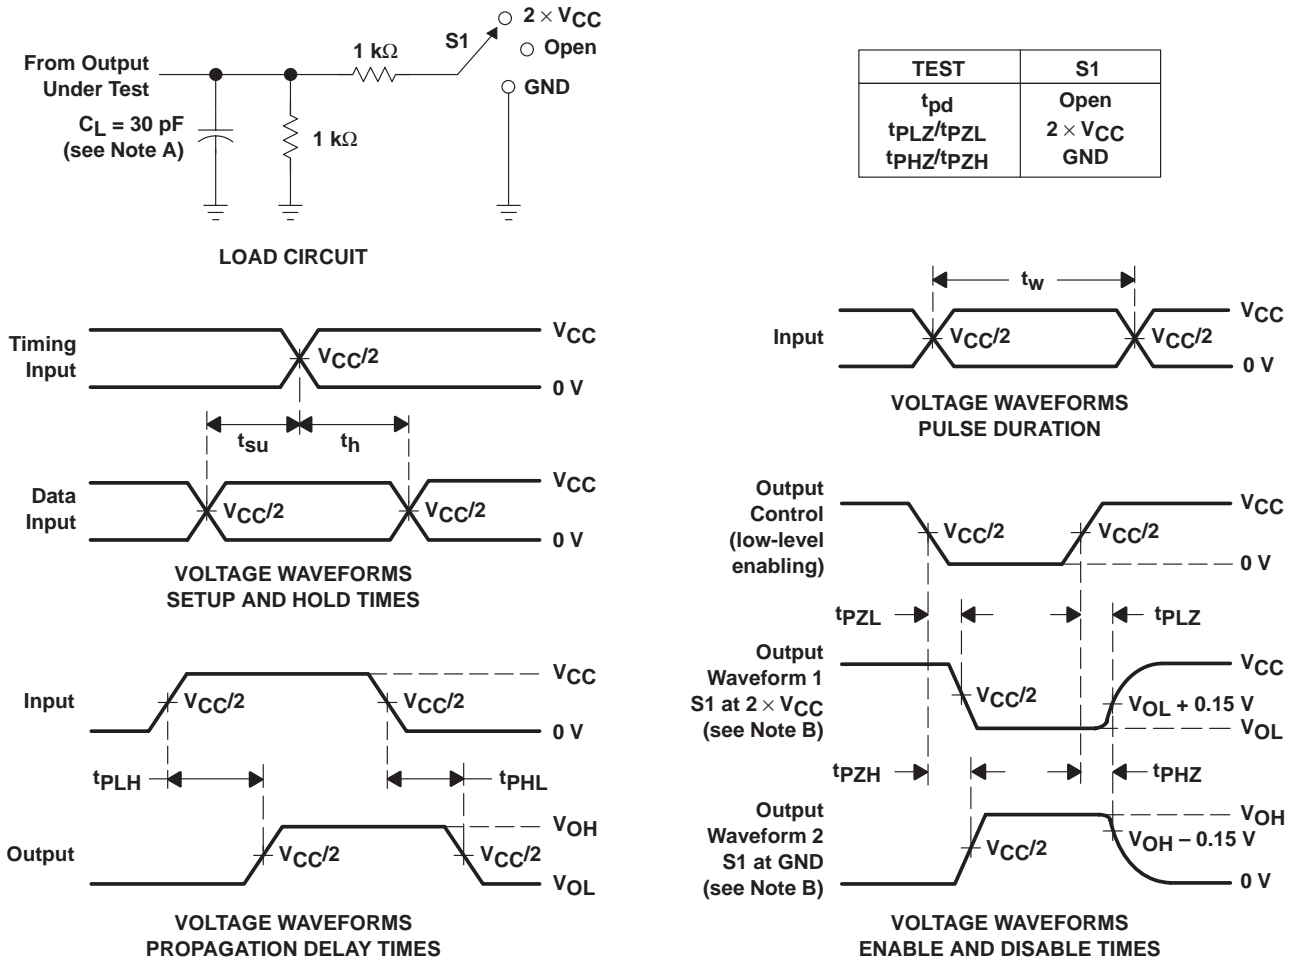 2 × VCC
S1
Open
1 kΩ
From Output
Under Test
GND
CL = 30 pF
(see Note A)
1 kΩ
LOAD CIRCUIT
TEST S1
tpd Open
tPLZ/tPZL 2 × VCC
tPHZ/tPZH GND
Timing
Input
VCC
VCC/2
0 V
tsu
th
Data
Input
VCC
VCC/2
VCC/2
0 V
VOLTAGE WAVEFORMS
SETUP AND HOLD TIMES
tw
Input
VCC
VCC/2
VCC/2
0 V
VOLTAGE WAVEFORMS
PULSE DURATION
Input
VCC
VCC/2
VCC/2
0 V
tPLH
tPHL
Output
VOH
VCC/2
VCC/2
VOL
VOLTAGE WAVEFORMS
PROPAGATION DELAY TIMES
Output
Control
(low-level
enabling)
VCC
VCC/2
VCC/2
0 V
tPZL
tPLZ
Output
Waveform 1
S1 at 2 × VCC
(see Note B)
VCC
VCC/2
VOL + 0.15 V
VOL
tPZH
tPHZ
Output
Waveform 2
S1 at GND
(see Note B)
VOH
VCC/2
VOH – 0.15 V
0 V
VOLTAGE WAVEFORMS
ENABLE AND DISABLE TIMES